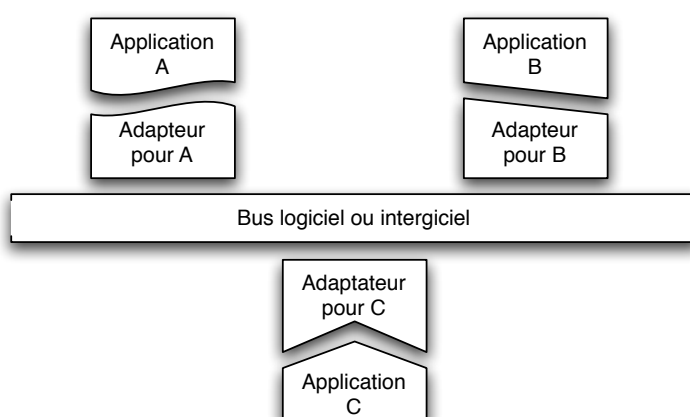 Application
A
Application
B
Adapteur
pour A
Adapteur
pour B
Bus logiciel ou intergiciel
Adaptateur
pour C
Application
C